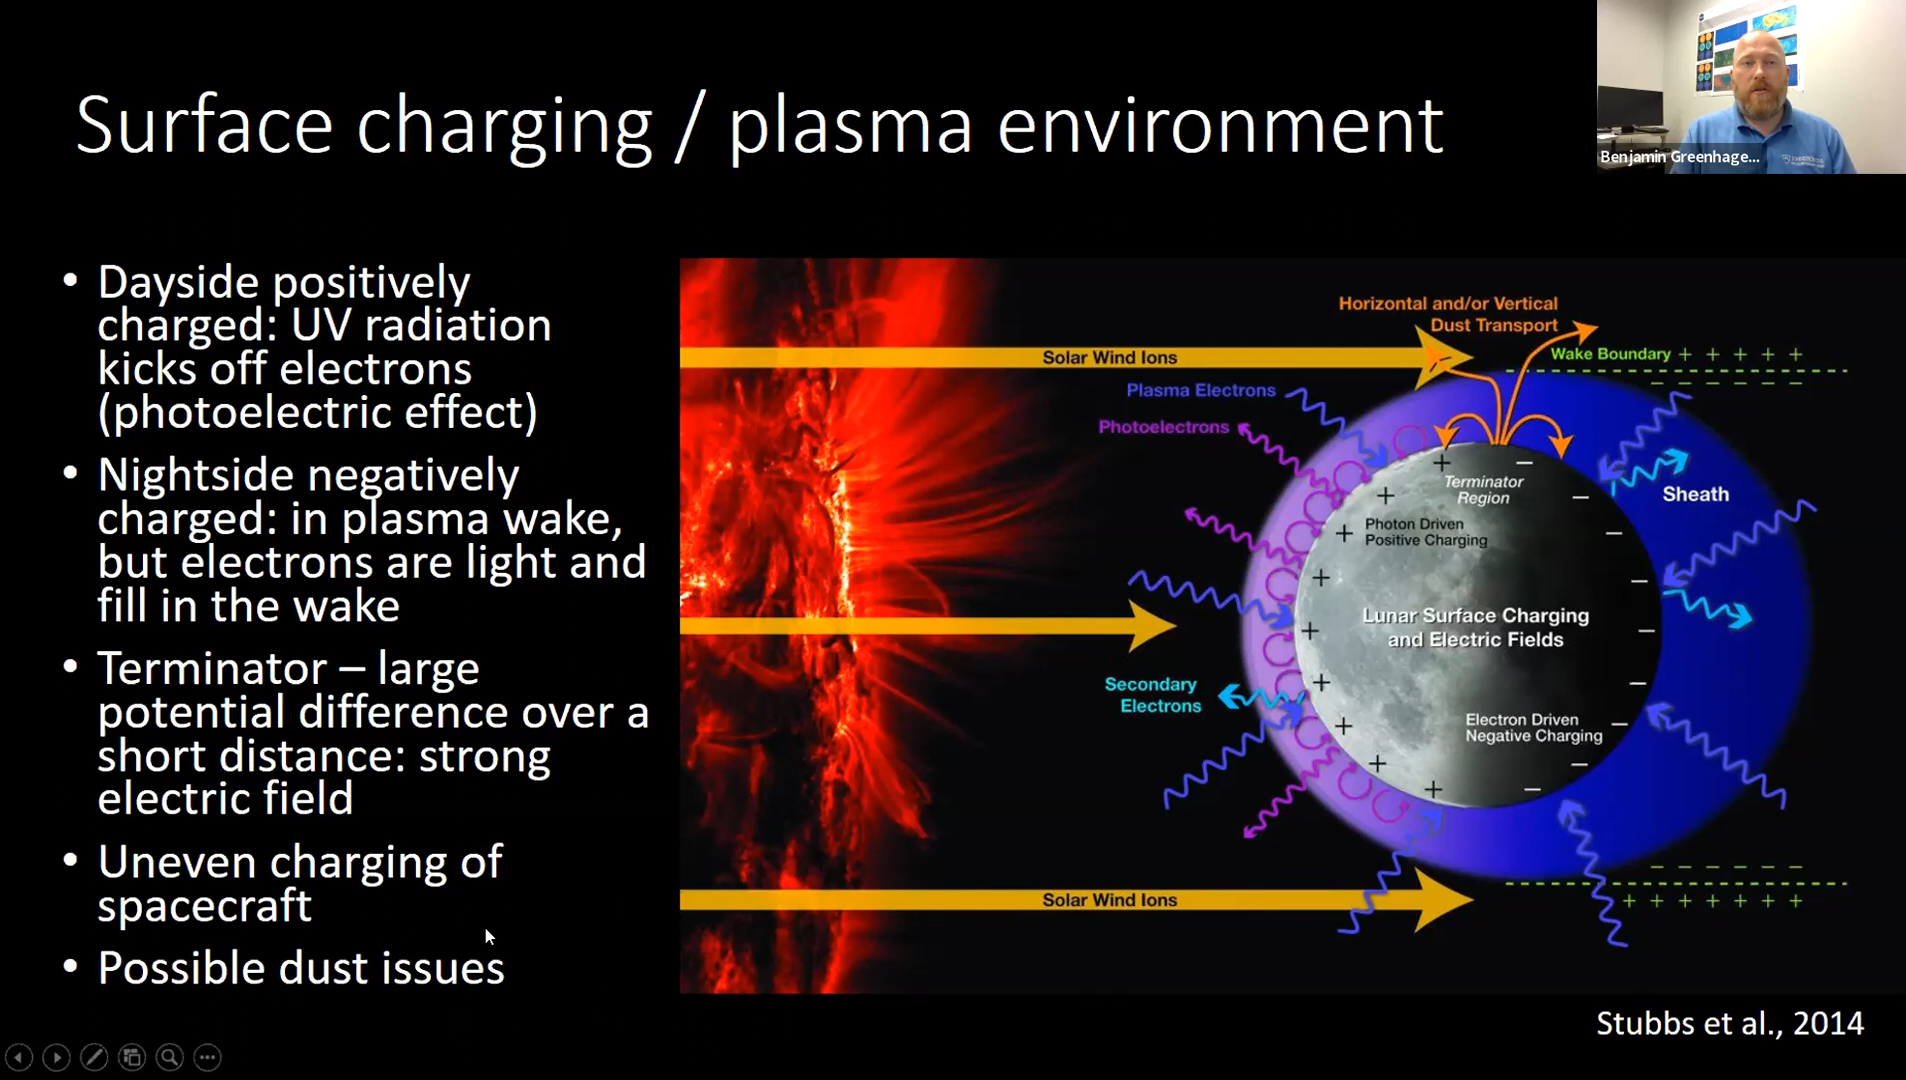 Surface charging / plasma environment
Benjamin Greenhage...
• Dayside positively
charged: UV radiation
kicks off electrons
(photoelectric effect)
• Nightside negatively
charged: in plasma wake,
but electrons are light and
fill in the wake
• Terminator – large
potential difference over a
short distance: strong
electric field
• Uneven charging of
spacecraft
• Possible dust issues
Horizontal and/or Vertical
Dust Transport
Solar Wind Ions
Wake Boundary + + + + +
– – – – –
Plasma Electrons
Photoelectrons
Terminator
Region
Sheath
Photon Driven
Positive Charging
Lunar Surface Charging
and Electric Fields
Secondary
Electrons
Electron Driven
Negative Charging
– – – – – –
Solar Wind Ions
+ + + + + + +
Stubbs et al., 2014